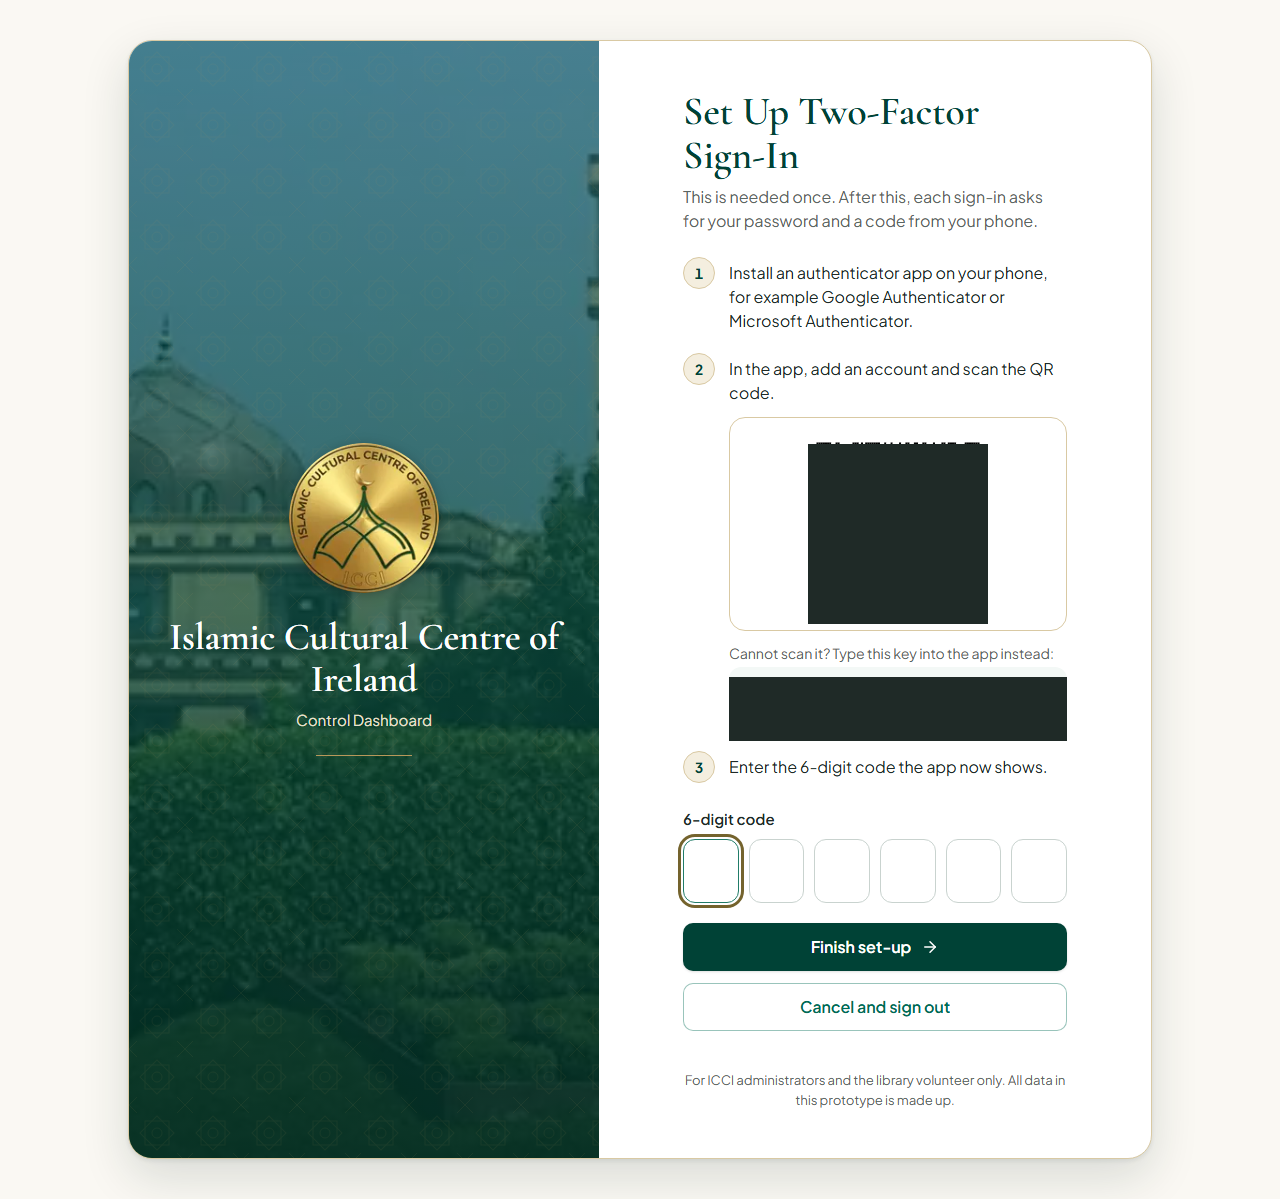 ISLAMIC CULTURAL CENTRE OF IRELAND
ICCI
Islamic Cultural Centre of
Ireland
Control Dashboard
Set Up Two-Factor
Sign-In
This is needed once. After this, each sign-in asks
for your password and a code from your phone.
1
Install an authenticator app on your phone,
for example Google Authenticator or
Microsoft Authenticator.
2
In the app, add an account and scan the QR
code.
Cannot scan it? Type this key into the app instead:
3
Enter the 6-digit code the app now shows.
6-digit code
Finish set-up →
Cancel and sign out
For ICCI administrators and the library volunteer only. All data in
this prototype is made up.